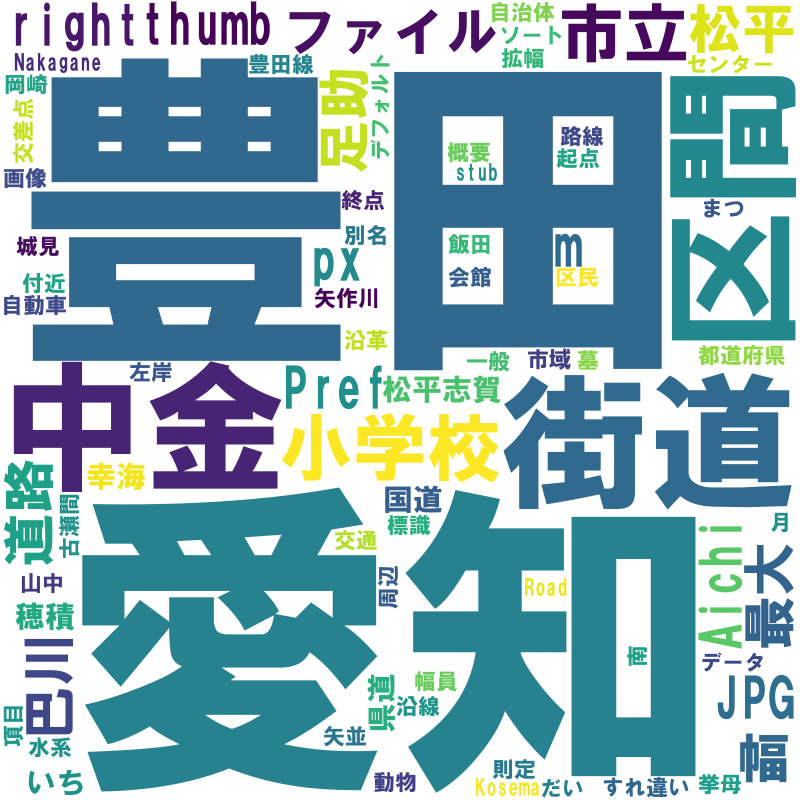 rightthumb
ファイル
市立
松平
自治体
ソート
拡幅
Nakagane
豊田線
センター
岡崎
交差点
画像
豊田
足助
デフォルト
区間
概要
stub
路線
起点
終点
まつ
城見
別名
px
飯田
m
付近
自動車
矢作川
会館
区民
沿革
左岸
一般
市域
墓
都道府県
中金
Pref
松平志賀
街道
小学校
幸海
道路
古瀬間
国道
標識
愛知
交通
月
山中
周辺
Road
Aichi
最大
穂積
巴川
南
データ
幅員
県道
沿線
JPG
項目
水系
矢並
幅
いち
動物
則定
Kosema
だい
すれ違い
挙母